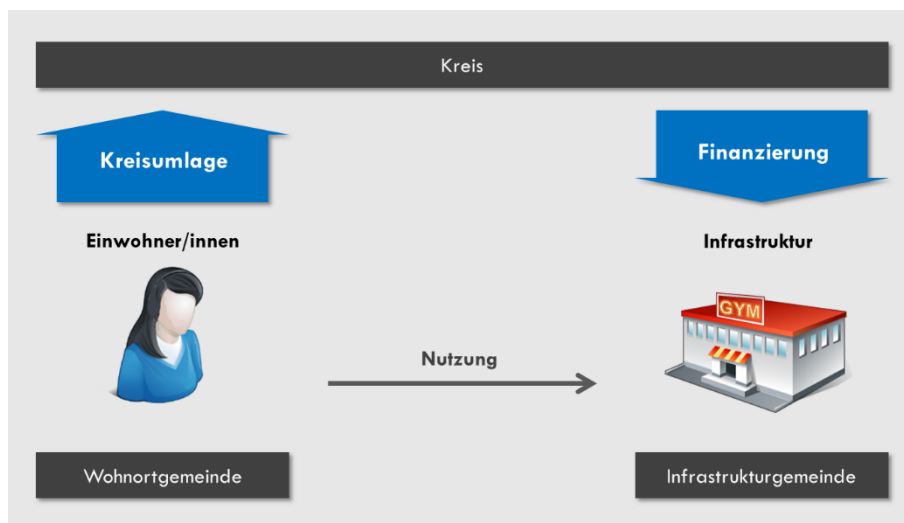 Kreis
Kreisumlage
Finanzierung
Einwohner/innen
Infrastruktur
GYM
Nutzung
Wohnortgemeinde
Infrastrukturgemeinde